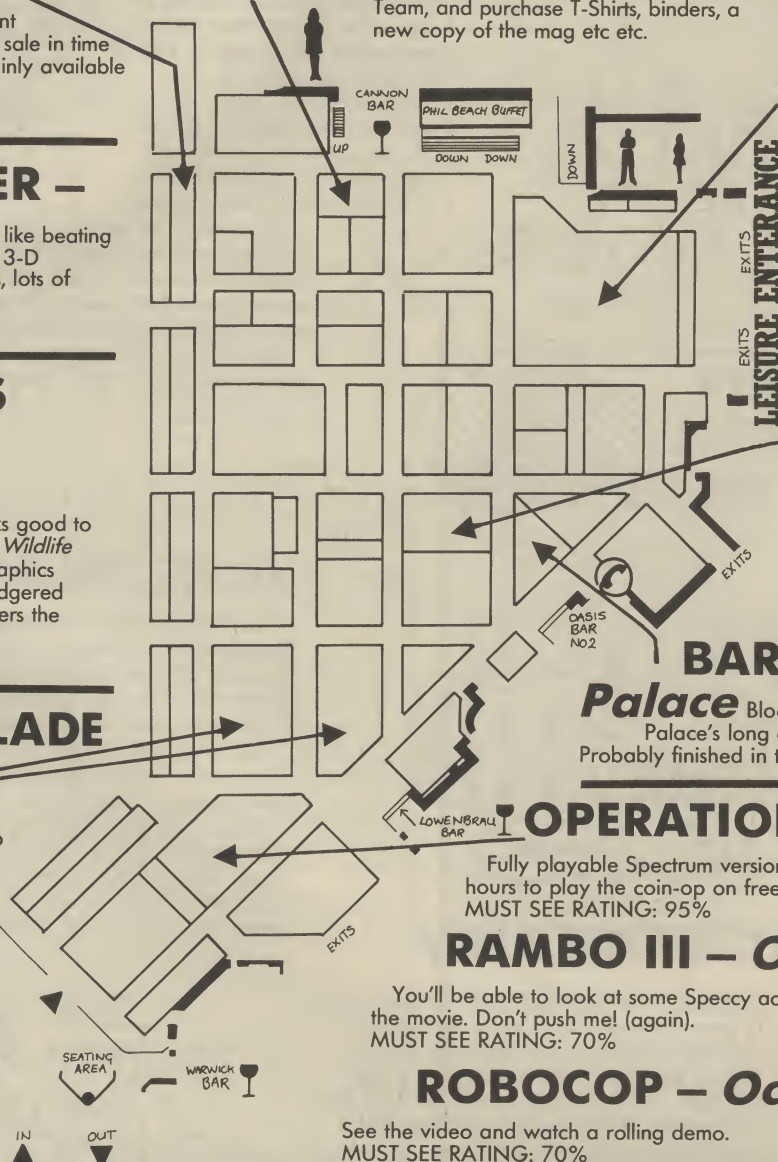 nt
sale in time
inly available
Team, and purchase T-Shirts, binders, a
new copy of the mag etc etc.
CANNON
BAR
UP
PHIL BEACH BUFFET
DOWN DOWN
DOWN
LEISURE ENTERANCE
EXITS
EXITS
ER –
like beating
3-D
, lots of
S
ks good to
Wildlife
aphics
dgered
ers the
EXITS
OASIS
BAR
NO2
LADE
BAR
Palace Blo
Palace's long
Probably finished in t
LOWENBRAU
BAR
OPERATIO
Fully playable Spectrum version
hours to play the coin-op on free
MUST SEE RATING: 95%
EXITS
RAMBO III – O
You'll be able to look at some Speccy ac
the movie. Don't push me! (again).
MUST SEE RATING: 70%
SEATING
AREA
WARWICK
BAR
ROBOCOP – Oc
See the video and watch a rolling demo.
MUST SEE RATING: 70%
IN
OUT